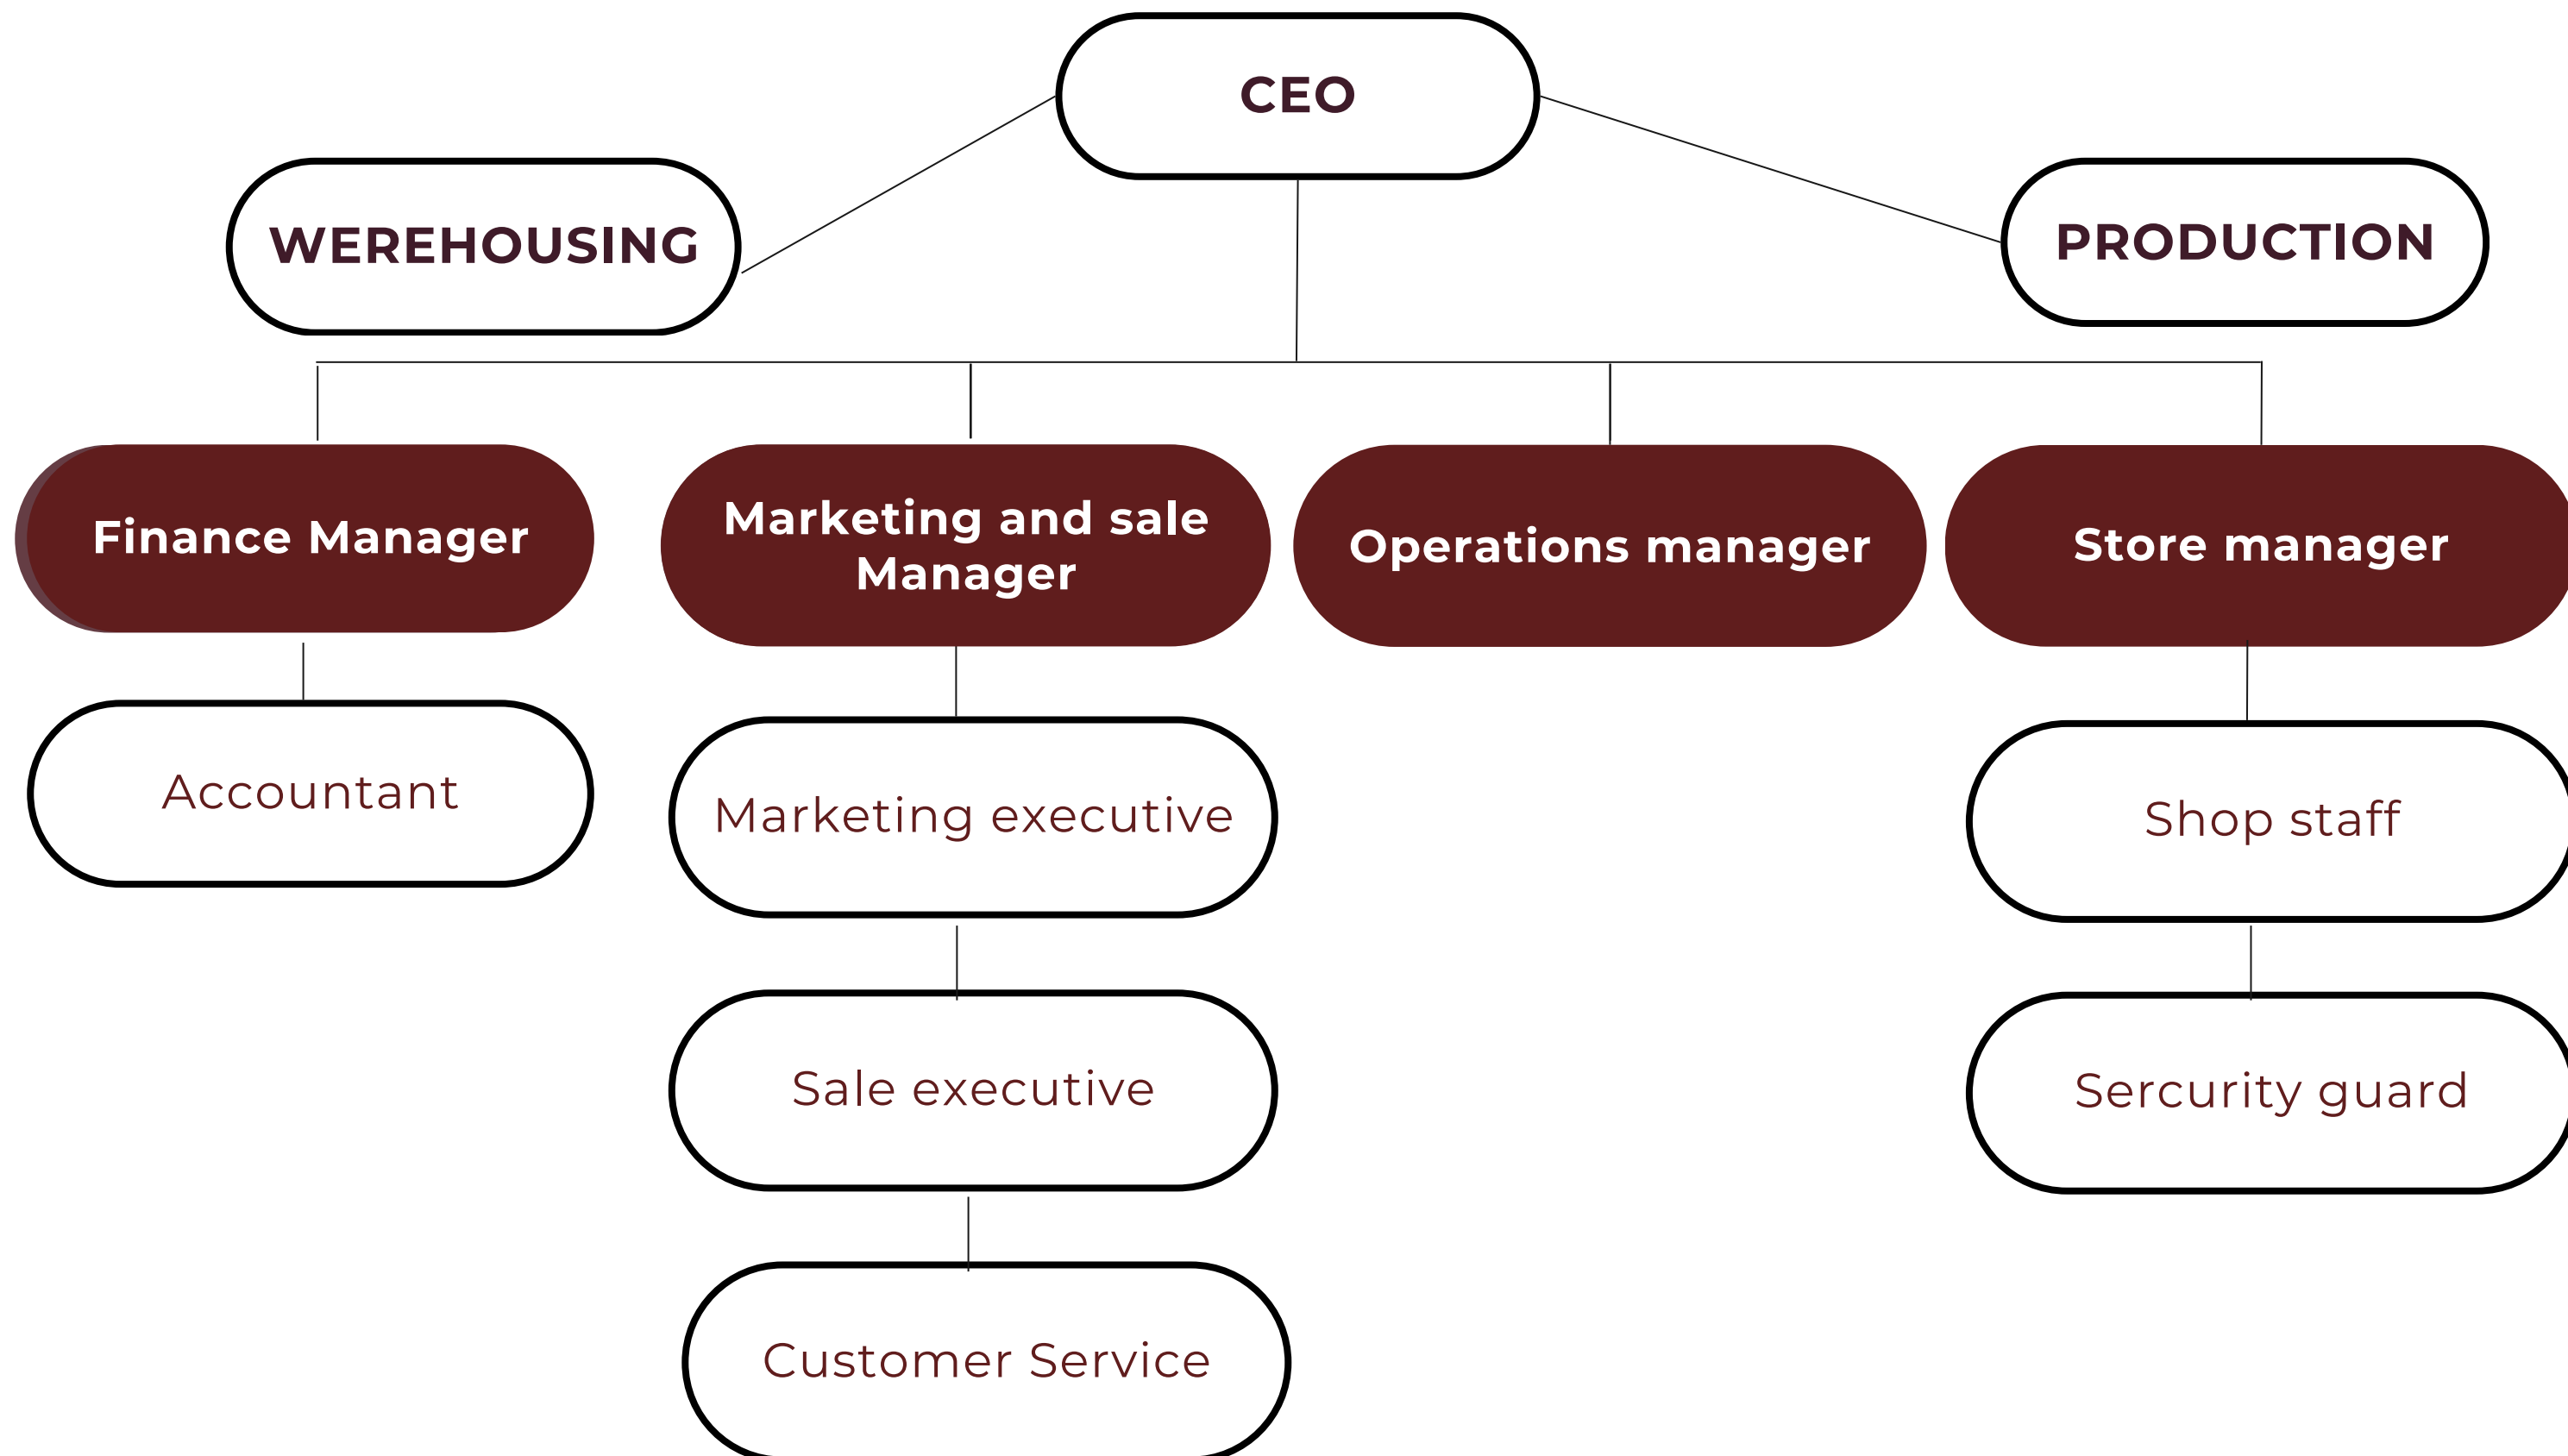 CEO
WEREHOUSING
PRODUCTION
Finance Manager
Marketing and sale
Manager
Operations manager
Store manager
Accountant
Marketing executive
Shop staff
Sale executive
Sercurity guard
Customer Service